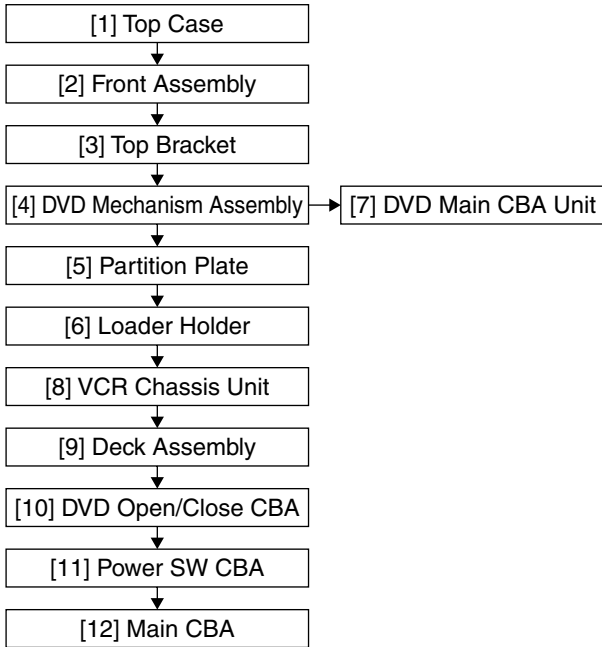 [1] Top Case
[2] Front Assembly
[3] Top Bracket
[4] DVD Mechanism Assembly
[7] DVD Main CBA Unit
[5] Partition Plate
[6] Loader Holder
[8] VCR Chassis Unit
[9] Deck Assembly
[10] DVD Open/Close CBA
[11] Power SW CBA
[12] Main CBA